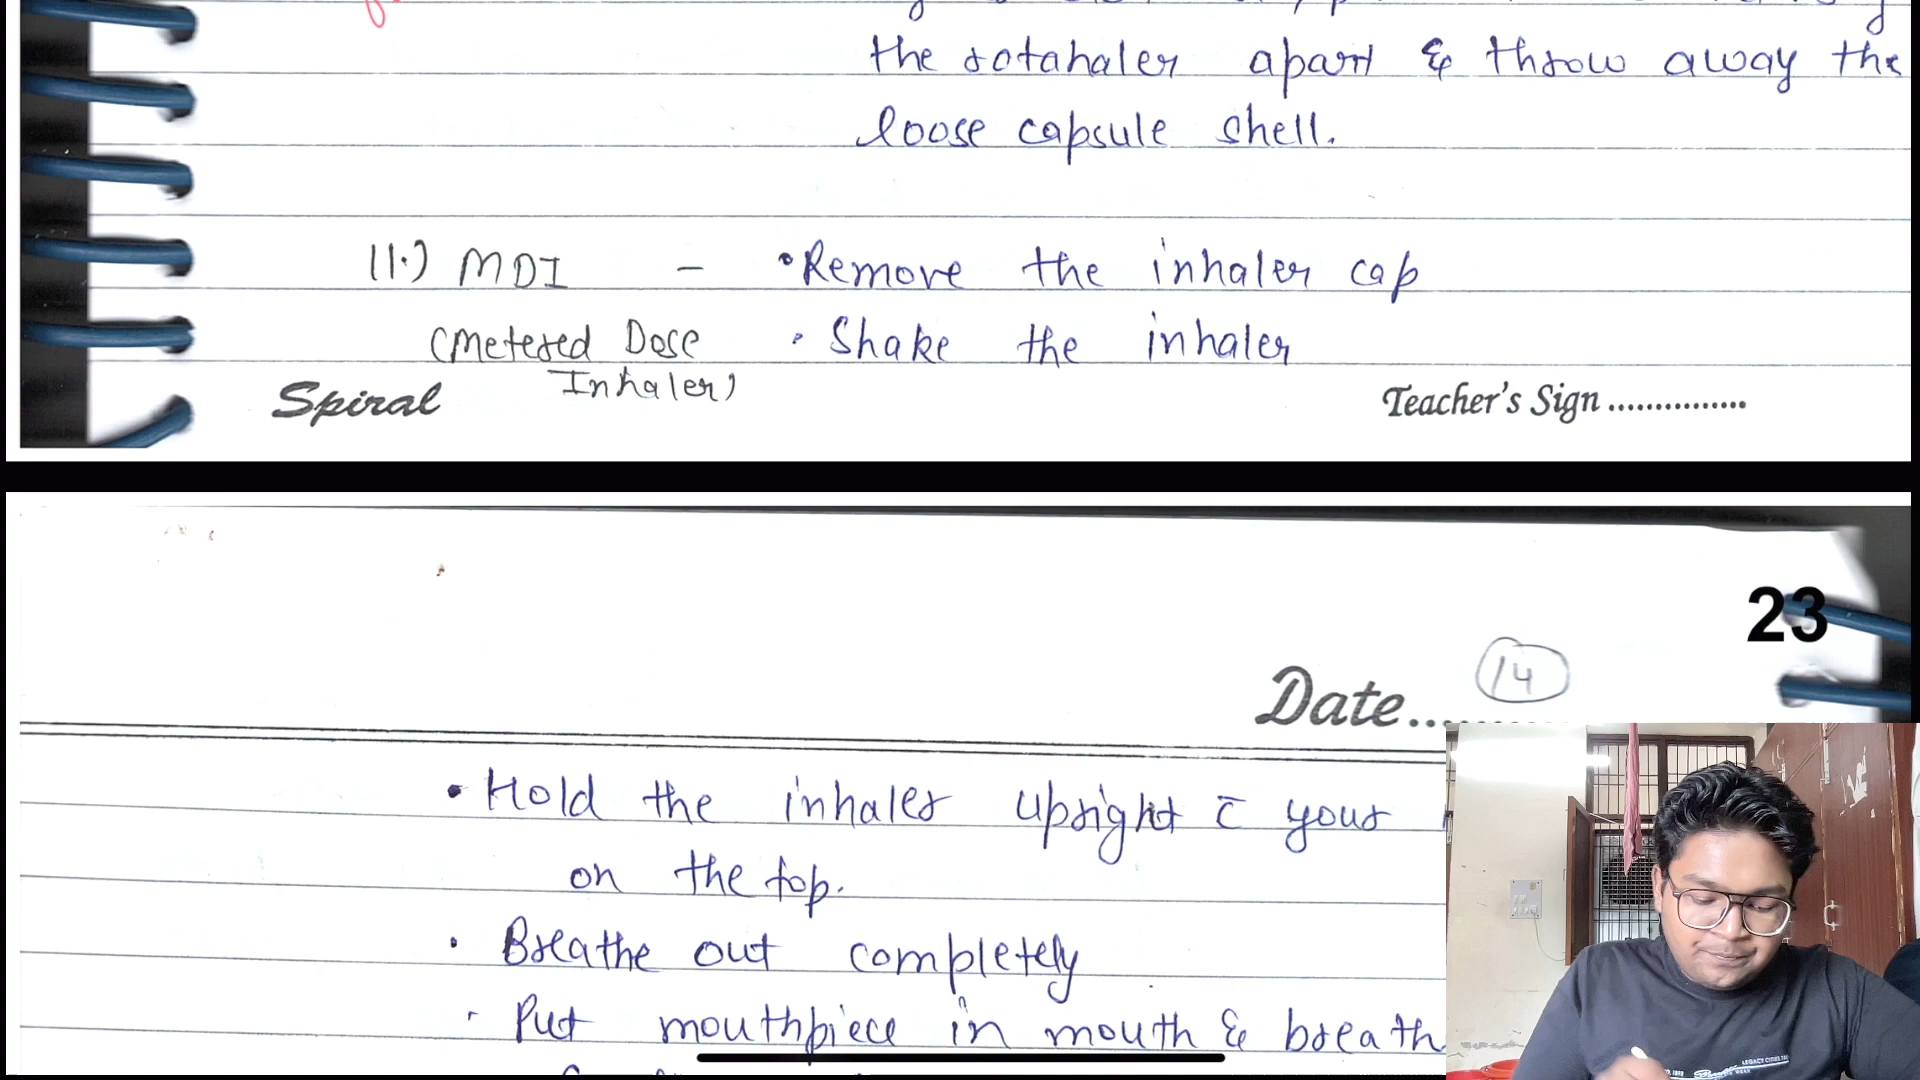 the rotahaler apart & throw away the
loose capsule shell.
11.) MDI - • Remove the inhaler cap
(Metered Dose • Shake the inhaler
Inhaler)
Spiral Teacher's Sign ...............
23
14
Date..........
• Hold the inhaler upright c̄ your
on the top.
• Breathe out completely
• Put mouthpiece in mouth & breath